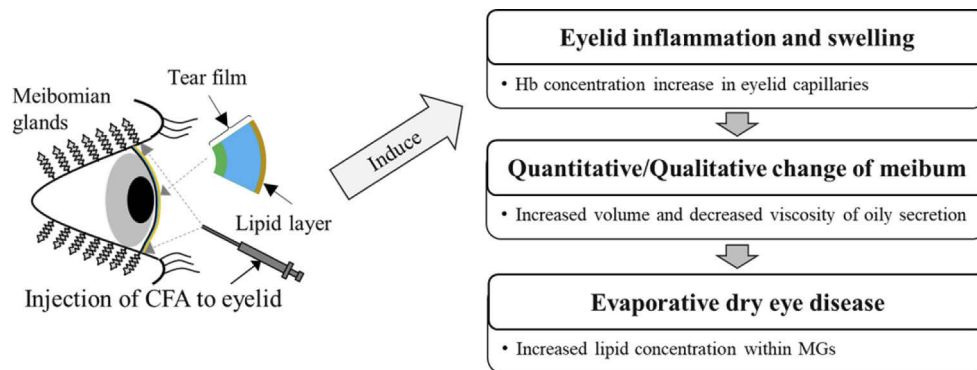 Tear film
Meibomian
glands
Lipid layer
Injection of CFA to eyelid
Induce
Eyelid inflammation and swelling
• Hb concentration increase in eyelid capillaries
Quantitative/Qualitative change of meibum
• Increased volume and decreased viscosity of oily secretion
Evaporative dry eye disease
• Increased lipid concentration within MGs